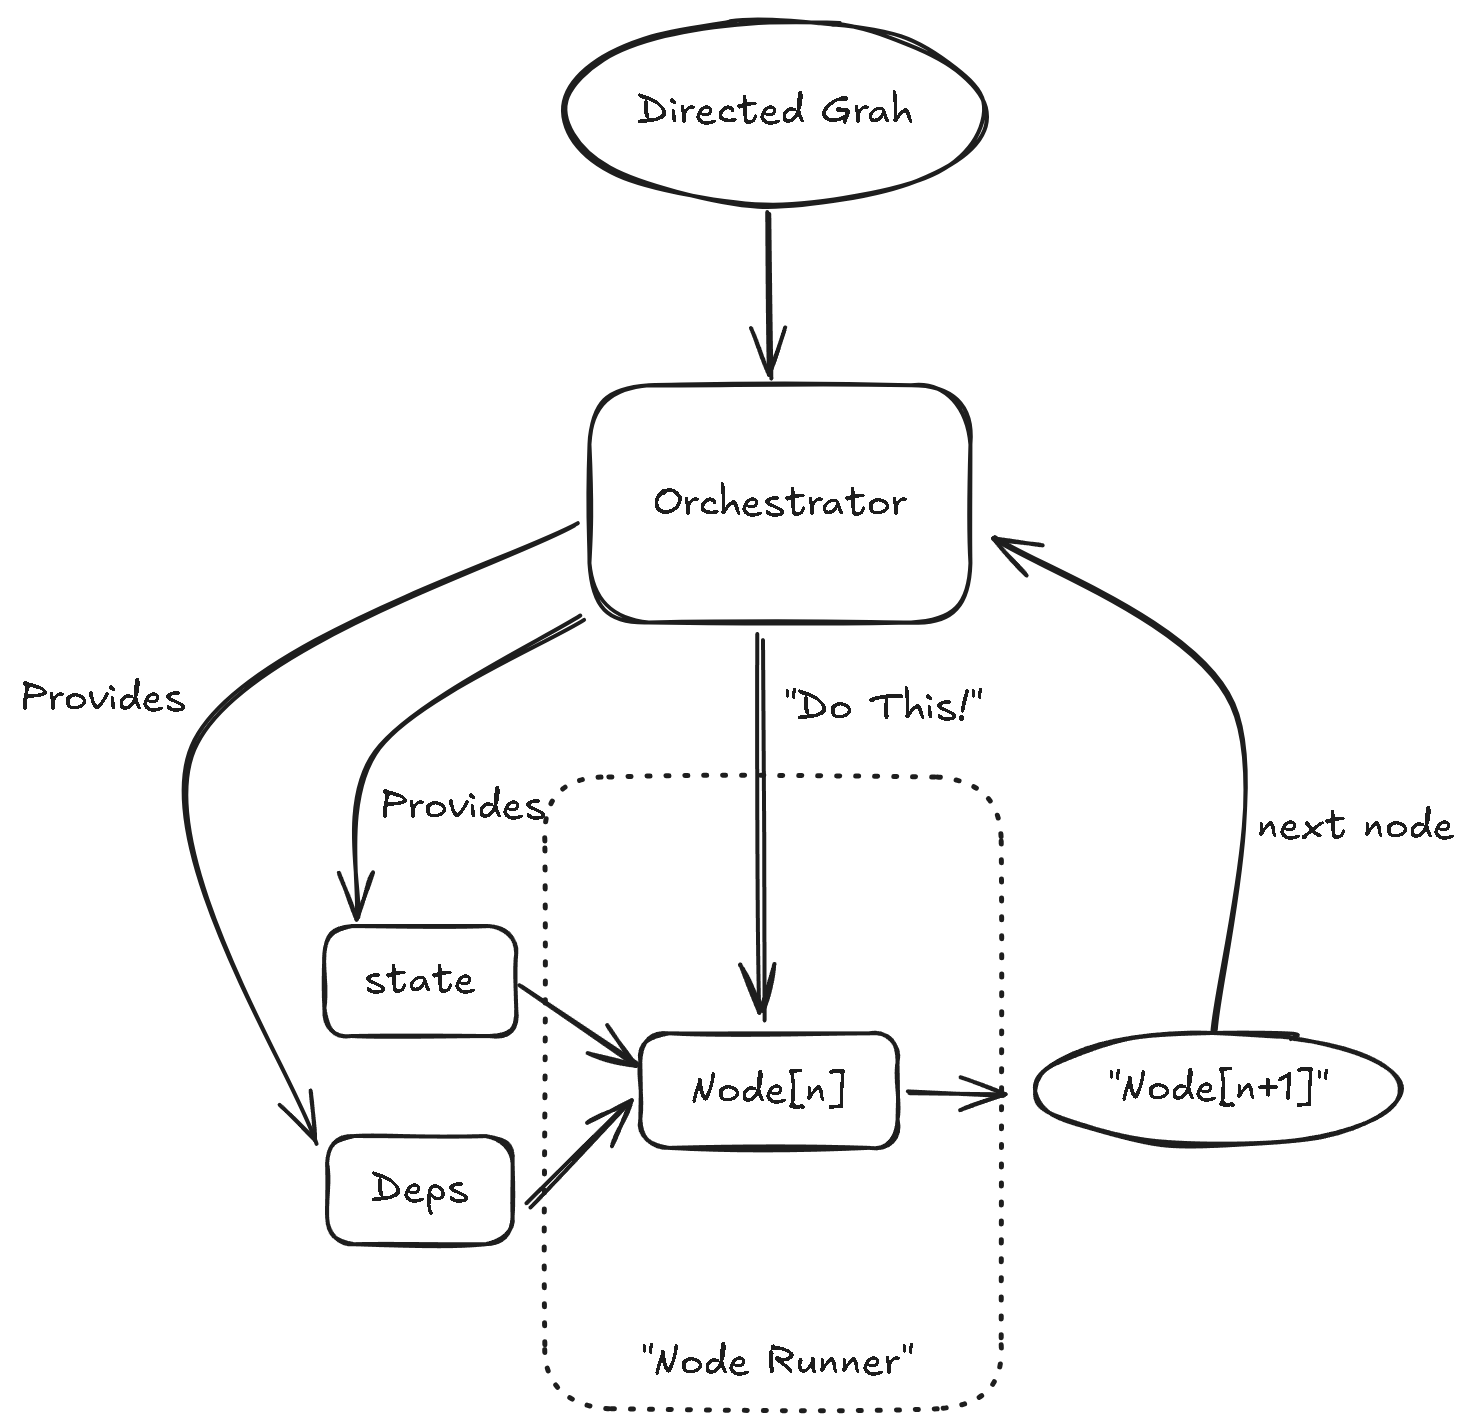 Directed Grah
Orchestrator
Provides
"Do This!"
Provides
next node
state
Node[n]
"Node[n+1]"
Deps
"Node Runner"